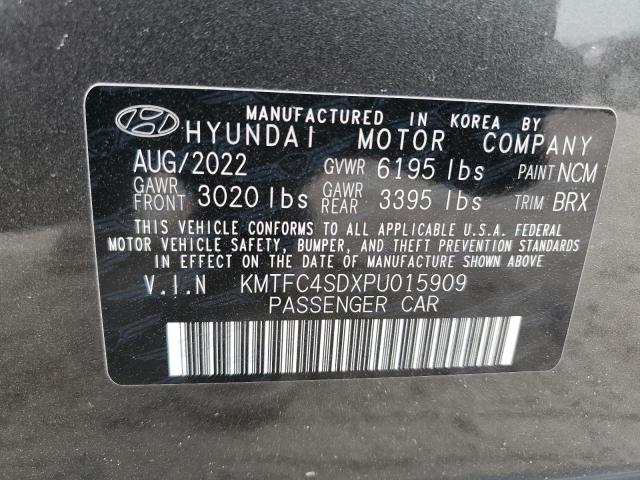 MANUFACTURED IN KOREA BY
HYUNDAI MOTOR COMPANY
AUG/2022 GVWR 6195 lbs PAINT NCM
GAWR FRONT 3020 lbs GAWR REAR 3395 lbs TRIM BRX
THIS VEHICLE CONFORMS TO ALL APPLICABLE U.S.A. FEDERAL
MOTOR VEHICLE SAFETY, BUMPER, AND THEFT PREVENTION STANDARDS
IN EFFECT ON THE DATE OF MANUFACTURE SHOWN ABOVE.
V.I.N KMTFC4SDXPU015909
PASSENGER CAR